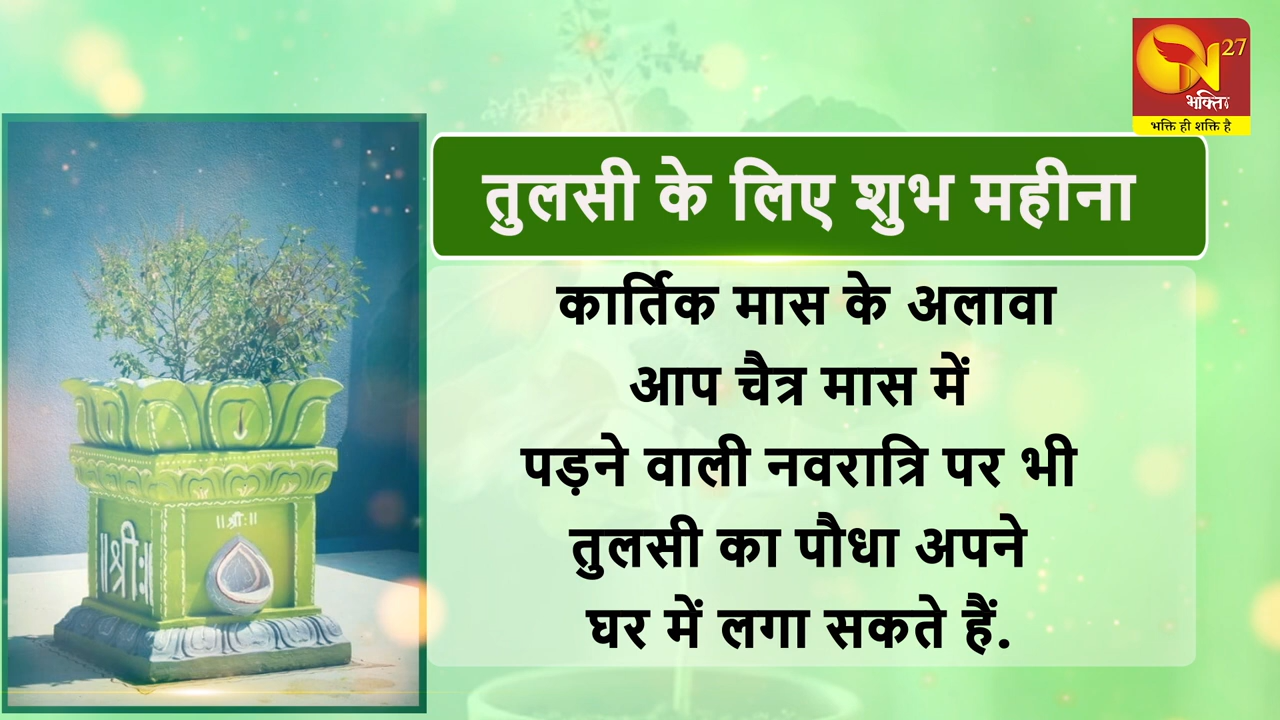 27
भक्ति
भक्ति ही शक्ति है
तुलसी के लिए शुभ महीना
कार्तिक मास के अलावा
आप चैत्र मास में
पड़ने वाली नवरात्रि पर भी
तुलसी का पौधा अपने
घर में लगा सकते हैं.
॥श्रीः॥
॥श्रीः॥